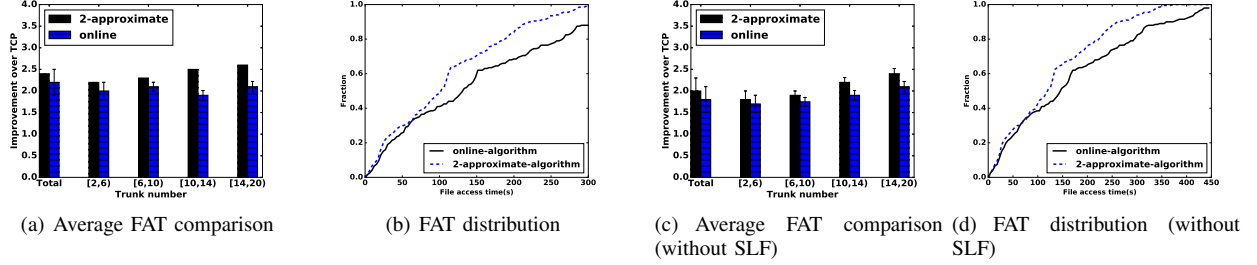 Improvement over TCP
4.0
3.5
3.0
2.5
2.0
1.5
1.0
0.5
0.0
2-approximate
online
Total [2,6) [6,10) [10,14) [14,20)
Trunk number
(a) Average FAT comparison
Fraction
1.0
0.8
0.6
0.4
0.2
0.0
online-algorithm
2-approximate-algorithm
0 50 100 150 200 250 300
File access time(s)
(b) FAT distribution
Improvement over TCP
4.0
3.5
3.0
2.5
2.0
1.5
1.0
0.5
0.0
2-approximate
online
Total [2,6) [6,10) [10,14) [14,20)
Trunk number
(c) Average FAT comparison
(without SLF)
Fraction
1.0
0.8
0.6
0.4
0.2
0.0
online-algorithm
2-approximate-algorithm
0 50 100 150 200 250 300 350 400 450
File access time(s)
(d) FAT distribution (without
SLF)